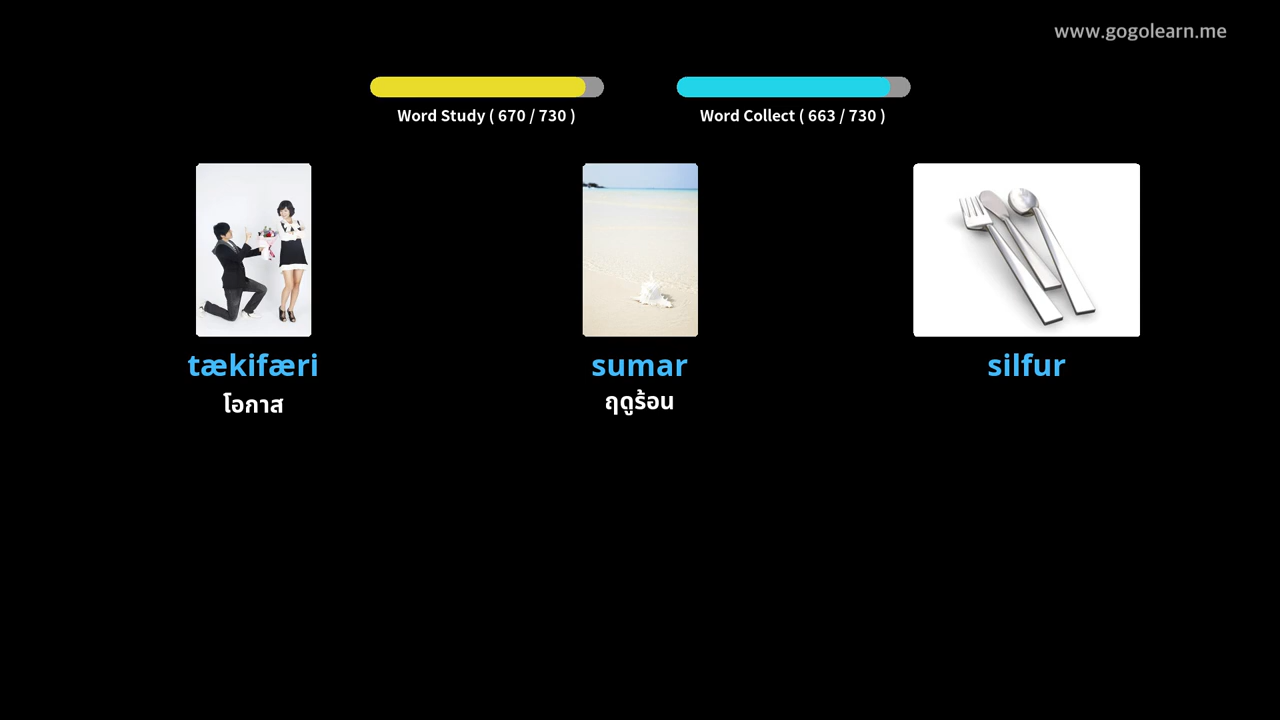 www.gogolearn.me
Word Study ( 670 / 730 )
Word Collect ( 663 / 730 )
tækifæri
โอกาส
sumar
ฤดูร้อน
silfur